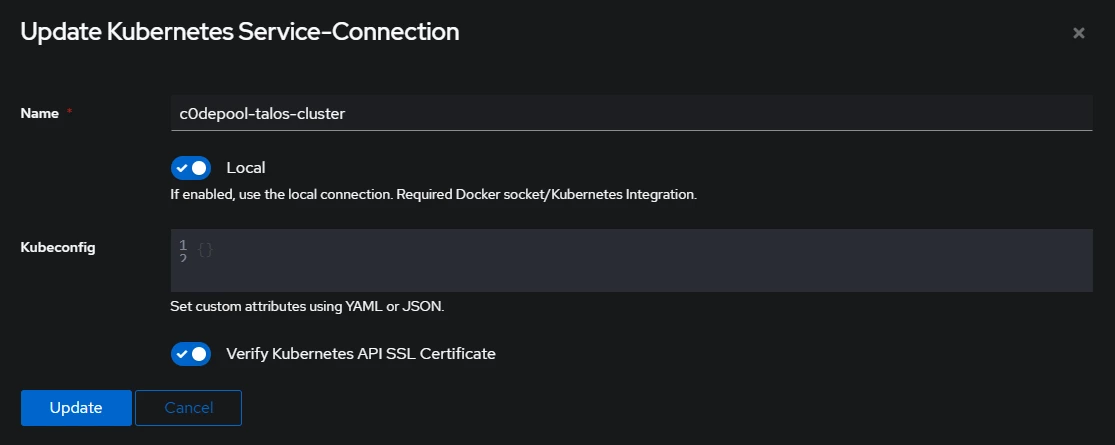 Update Kubernetes Service-Connection
Name *
c0depool-talos-cluster
Local
If enabled, use the local connection. Required Docker socket/Kubernetes Integration.
Kubeconfig
1 {}
2
Set custom attributes using YAML or JSON.
Verify Kubernetes API SSL Certificate
Update Cancel